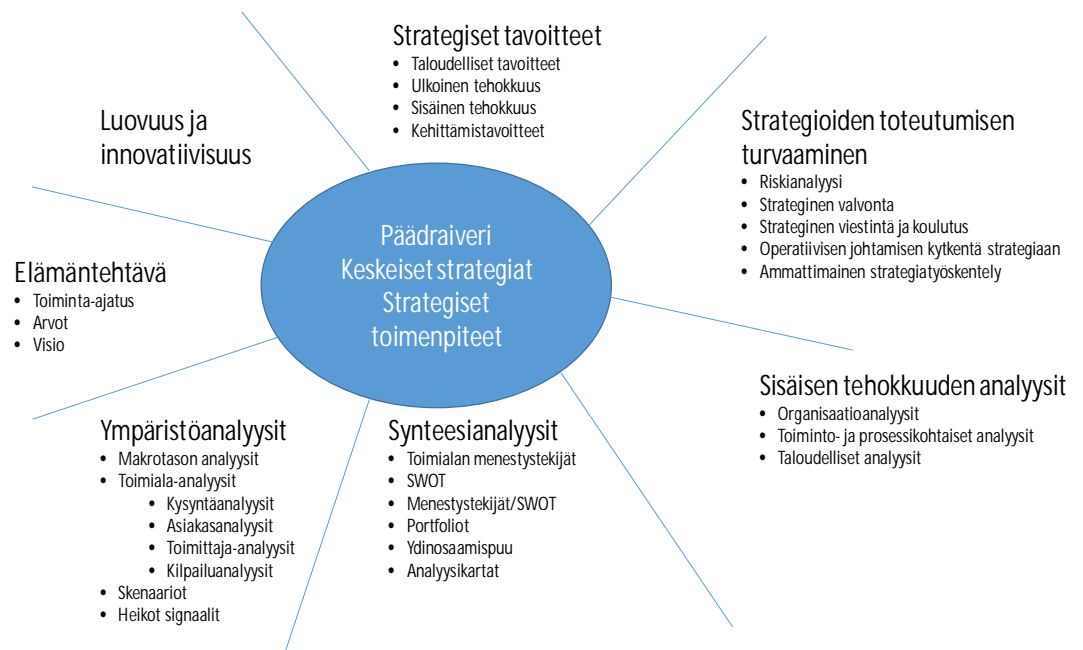 Strategiset tavoitteet
• Taloudelliset tavoitteet
• Ulkoinen tehokkuus
• Sisäinen tehokkuus
• Kehittämistavoitteet
Luovuus ja
innovatiivisuus
Strategioiden toteutumisen
turvaaminen
• Riskianalyysi
• Strateginen valvonta
• Strateginen viestintä ja koulutus
• Operatiivisen johtamisen kytkentä strategiaan
• Ammattimainen strategiatyöskentely
Päädraiveri
Keskeiset strategiat
Strategiset
toimenpiteet
Elämäntehtävä
• Toiminta-ajatus
• Arvot
• Visio
Sisäisen tehokkuuden analyysit
• Organisaatioanalyysit
• Toiminto- ja prosessikohtaiset analyysit
• Taloudelliset analyysit
Ympäristöanalyysit
• Makrotason analyysit
• Toimiala-analyysit
• Kysyntäanalyysit
• Asiakasanalyysit
• Toimittaja-analyysit
• Kilpailuanalyysit
• Skenaariot
• Heikot signaalit
Synteesianalyysit
• Toimialan menestystekijät
• SWOT
• Menestystekijät/SWOT
• Portfoliot
• Ydinosaamispuu
• Analyysikartat